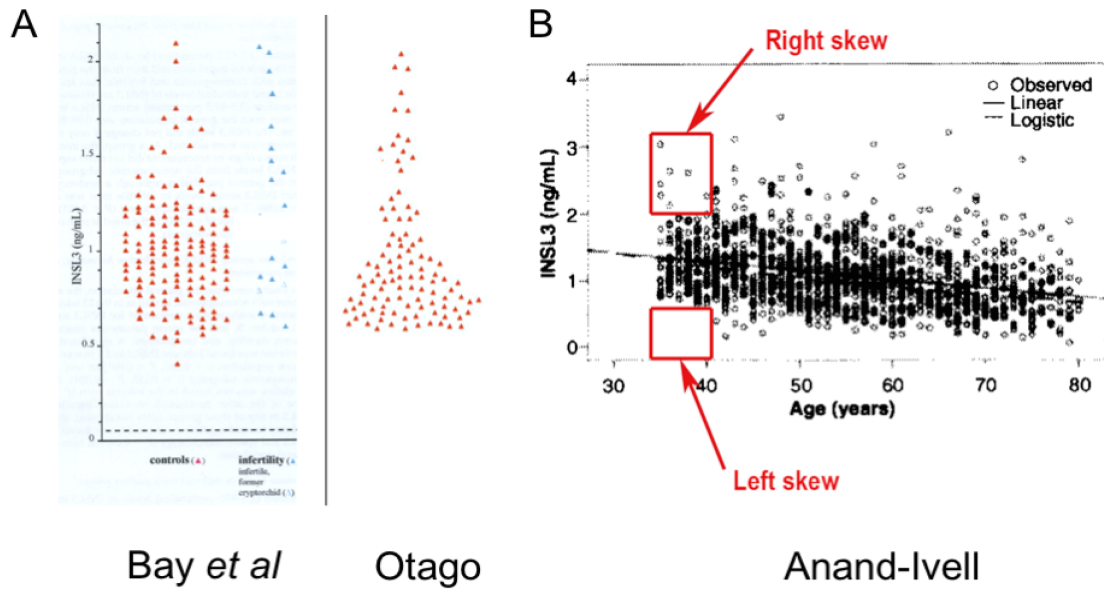 A
B
Right skew
2
1.5
1
0.5
0
INSL3 (ng/mL)
controls (▲)
infertility (▲
infertile,
former
cryptorchid (△)
4
3
2
1
0
INSL3 (ng/mL)
Observed
Linear
Logistic
30 40 50 60 70 80
Age (years)
Left skew
Bay et al
Otago
Anand-Ivell